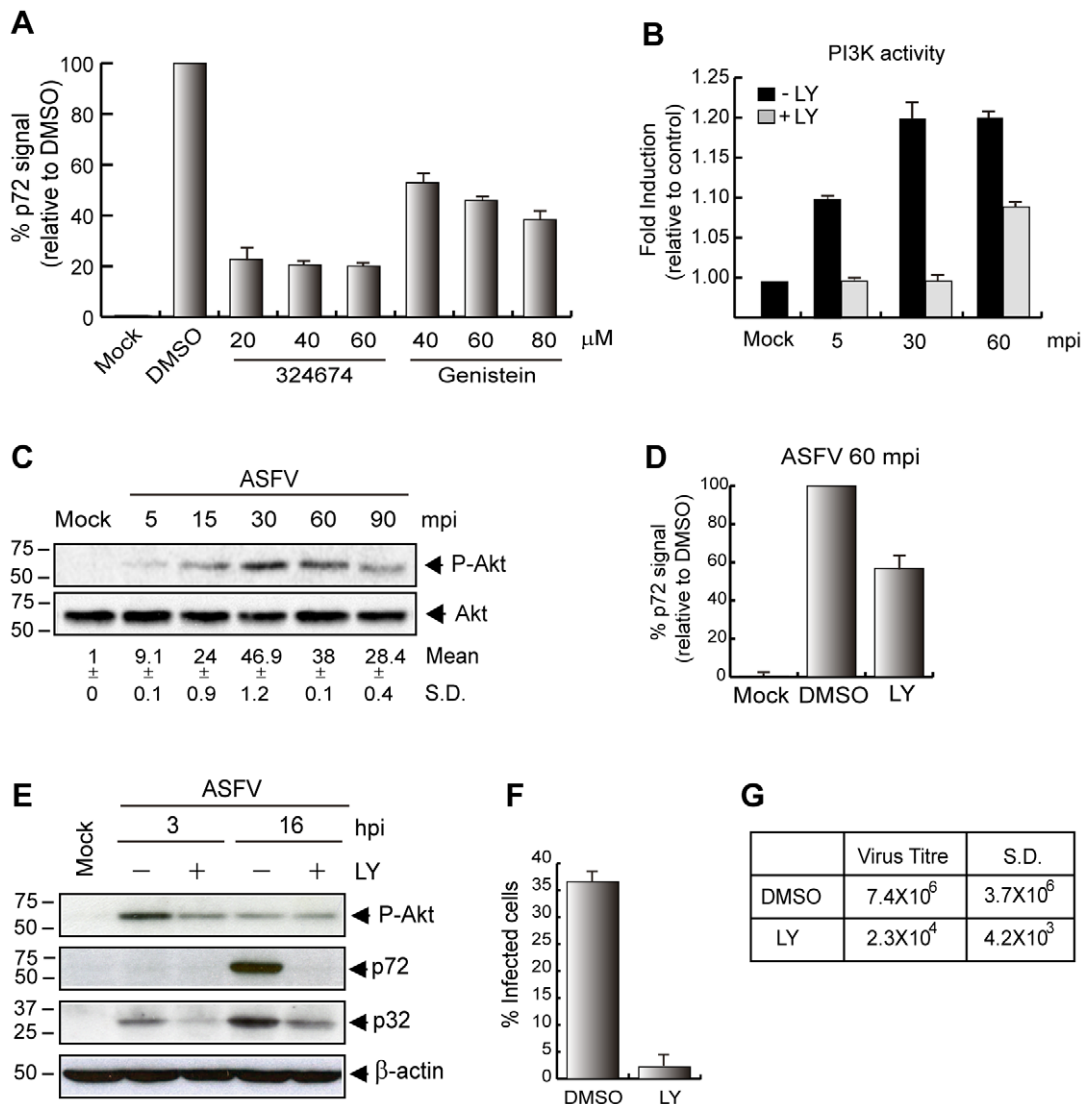 A
% p72 signal
(relative to DMSO)
100
80
60
40
20
0
Mock
DMSO
20 40 60 40 60 80 μM
324674 Genistein
B
PI3K activity
- LY
+ LY
Fold Induction
(relative to control)
1.25
1.20
1.10
1.05
1.00
Mock 5 30 60 mpi
C
ASFV
Mock 5 15 30 60 90 mpi
75
50
P-Akt
75
50
Akt
1 9.1 24 46.9 38 28.4 Mean
± ± ± ± ± ±
0 0.1 0.9 1.2 0.1 0.4 S.D.
D
ASFV 60 mpi
% p72 signal
(relative to DMSO)
100
80
60
40
20
0
Mock DMSO LY
E
ASFV
Mock
3 16 hpi
− + − + LY
75
50
P-Akt
75
50
p72
37
25
p32
50
β-actin
F
% Infected cells
40
35
30
25
20
15
10
5
0
DMSO LY
G
Virus Titre S.D.
DMSO 7.4X10⁶ 3.7X10⁶
LY 2.3X10⁴ 4.2X10³